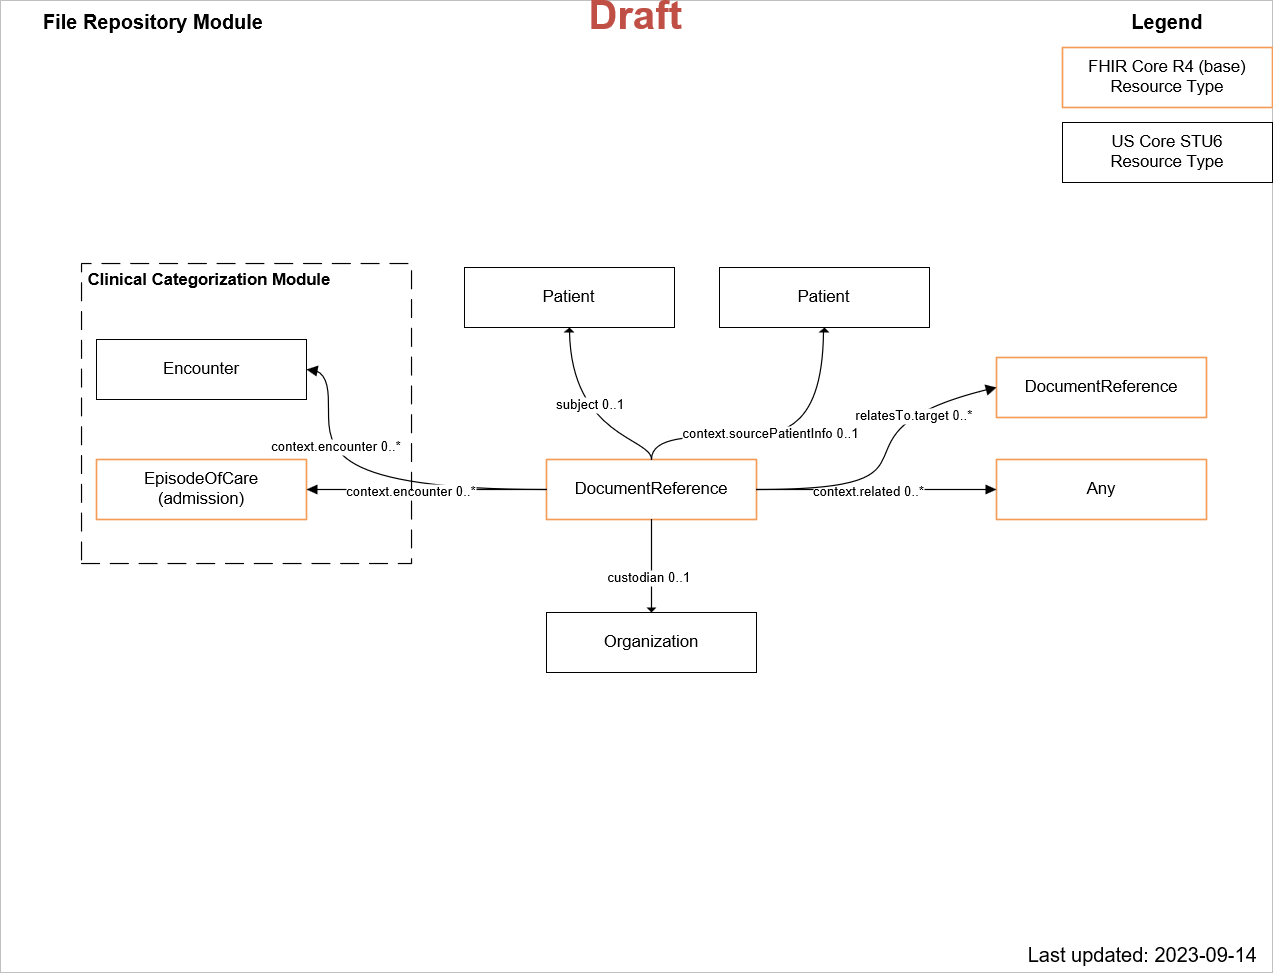 File Repository Module
Draft
Legend
FHIR Core R4 (base)
Resource Type
US Core STU6
Resource Type
Clinical Categorization Module
Patient
Patient
Encounter
DocumentReference
subject 0..1
relatesTo.target 0..*
context.sourcePatientInfo 0..1
context.encounter 0..*
EpisodeOfCare
(admission)
context.encounter 0..*
DocumentReference
context.related 0..*
Any
custodian 0..1
Organization
Last updated: 2023-09-14